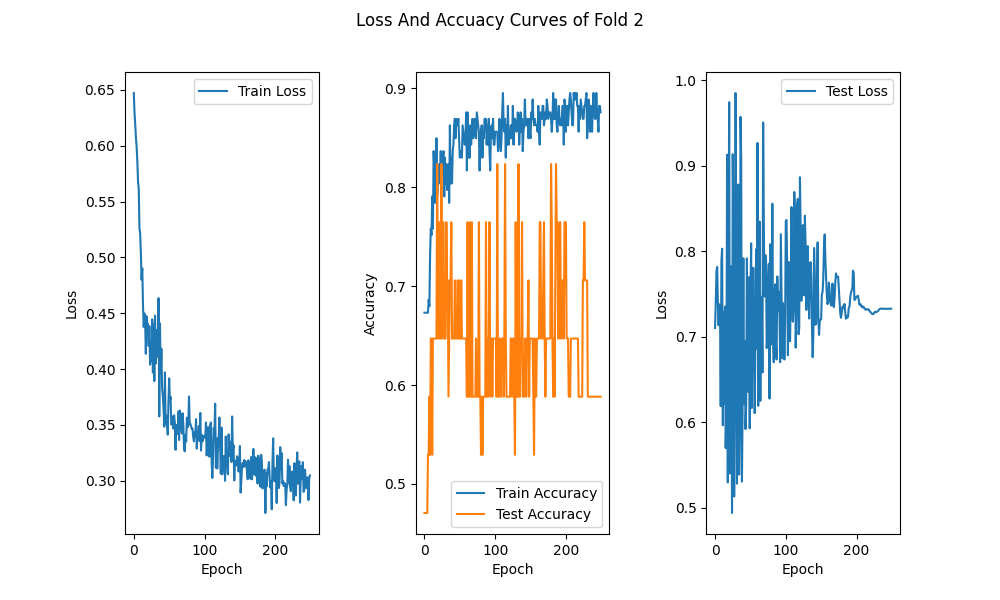 Loss And Accuacy Curves of Fold 2
Train Loss
0.65
0.60
0.55
0.50
0.45
0.40
0.35
0.30
Loss
0 100 200
Epoch
0.9
0.8
0.7
0.6
0.5
Accuracy
Train Accuracy
Test Accuracy
0 100 200
Epoch
Test Loss
1.0
0.9
0.8
0.7
0.6
0.5
Loss
0 100 200
Epoch